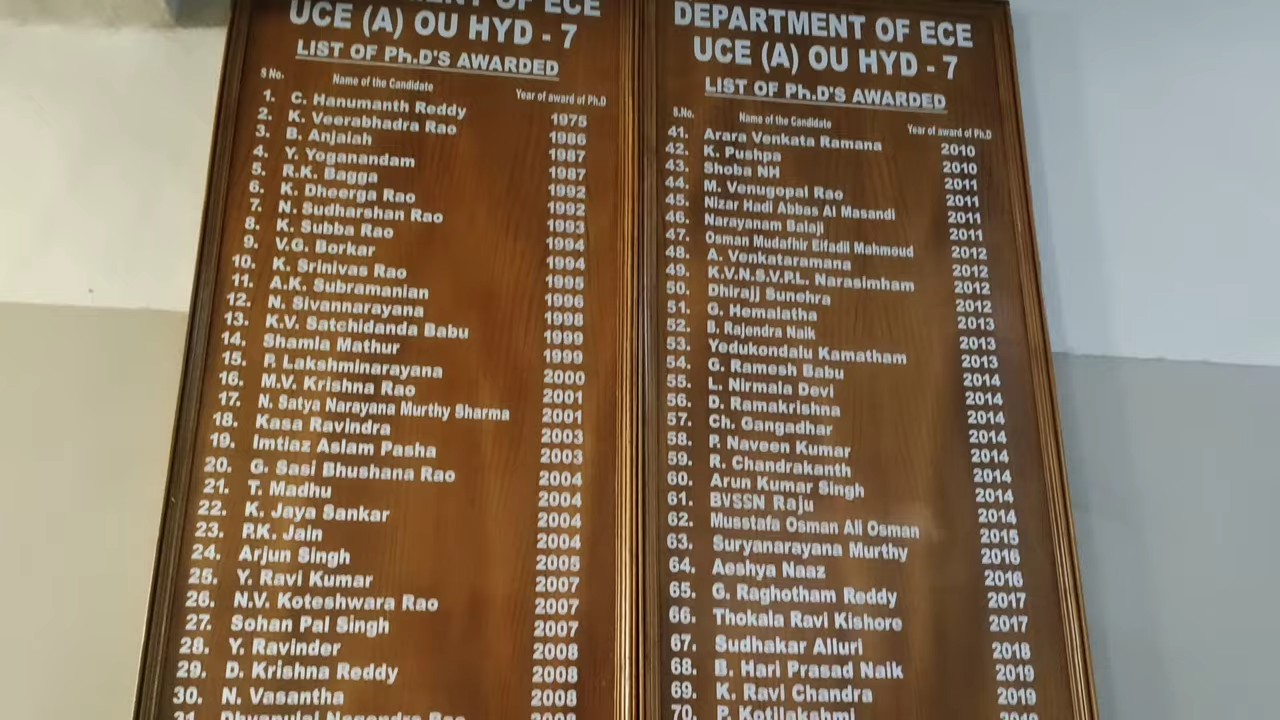 DEPARTMENT OF ECE
UCE (A) OU HYD - 7
LIST OF Ph.D'S AWARDED
S No. Name of the Candidate Year of award of Ph.D
1. C. Hanumanth Reddy 1975
2. K. Veerabhadra Rao 1986
3. B. Anjaiah 1987
4. Y. Yoganandam 1987
5. R.K. Bagga 1992
6. K. Dheerga Rao 1992
7. N. Sudharshan Rao 1993
8. K. Subba Rao 1994
9. V.G. Borkar 1994
10. K. Srinivas Rao 1995
11. A.K. Subramanian 1996
12. N. Sivamarayana 1998
13. K.V. Satchidanda Babu 1999
14. Shamla Mathur 1999
15. P. Lakshminarayana 2000
16. M.V. Krishna Rao 2001
17. N. Satya Narayana Murthy Sharma 2001
18. Kasa Ravindra 2003
19. Imtiaz Aslam Pasha 2003
20. G. Sasi Bhushana Rao 2004
21. T. Madhu 2004
22. K. Jaya Sankar 2004
23. P.K. Jain 2004
24. Arjun Singh 2005
25. Y. Ravi Kumar 2007
26. N.V. Koteshwara Rao 2007
27. Sohan Pal Singh 2007
28. Y. Ravinder 2008
29. D. Krishna Reddy 2008
30. N. Vasantha 2008
31. Nagendra Rao 2008
DEPARTMENT OF ECE
UCE (A) OU HYD - 7
LIST OF Ph.D'S AWARDED
S.No. Name of the Candidate Year of award of Ph.D
41. Arara Venkata Ramana 2010
42. K. Pushpa 2010
43. Shoba NH 2011
44. M. Venugopal Rao 2011
45. Nizar Hadi Abbas Al Masandi 2011
46. Narayanam Balaji 2011
47. Osman Mudafhir Elfadil Mahmoud 2012
48. A. Venkataramana 2012
49. K.V.N.S.V.P.L. Narasimham 2012
50. Dhirajj Sunehra 2012
51. G. Hemalatha 2013
52. B. Rajendra Naik 2013
53. Yedukondalu Kamatham 2013
54. G. Ramesh Babu 2014
55. L. Nirmala Devi 2014
56. D. Ramakrishna 2014
57. Ch. Gangadhar 2014
58. P. Naveen Kumar 2014
59. R. Chandrakanth 2014
60. Arun Kumar Singh 2014
61. BVSSN Raju 2014
62. Musstafa Osman Ali Osman 2015
63. Suryanarayana Murthy 2016
64. Aeshya Naaz 2016
65. G. Raghotham Reddy 2017
66. Thokala Ravi Kishore 2017
67. Sudhakar Alluri 2018
68. B. Hari Prasad Naik 2019
69. K. Ravi Chandra 2019
70. P. Kotilakshmi 2019